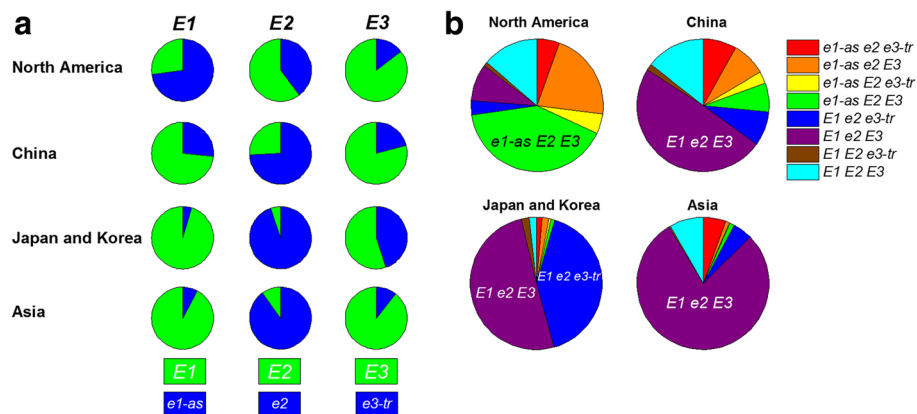 a
E1 E2 E3
North America
China
Japan and Korea
Asia
E1 E2 E3
e1-as e2 e3-tr
b
North America China
e1-as E2 E3
E1 e2 E3
Japan and Korea Asia
E1 e2 E3
E1 e2 e3-tr
E1 e2 E3
e1-as e2 e3-tr
e1-as e2 E3
e1-as E2 e3-tr
e1-as E2 E3
E1 e2 e3-tr
E1 e2 E3
E1 E2 e3-tr
E1 E2 E3